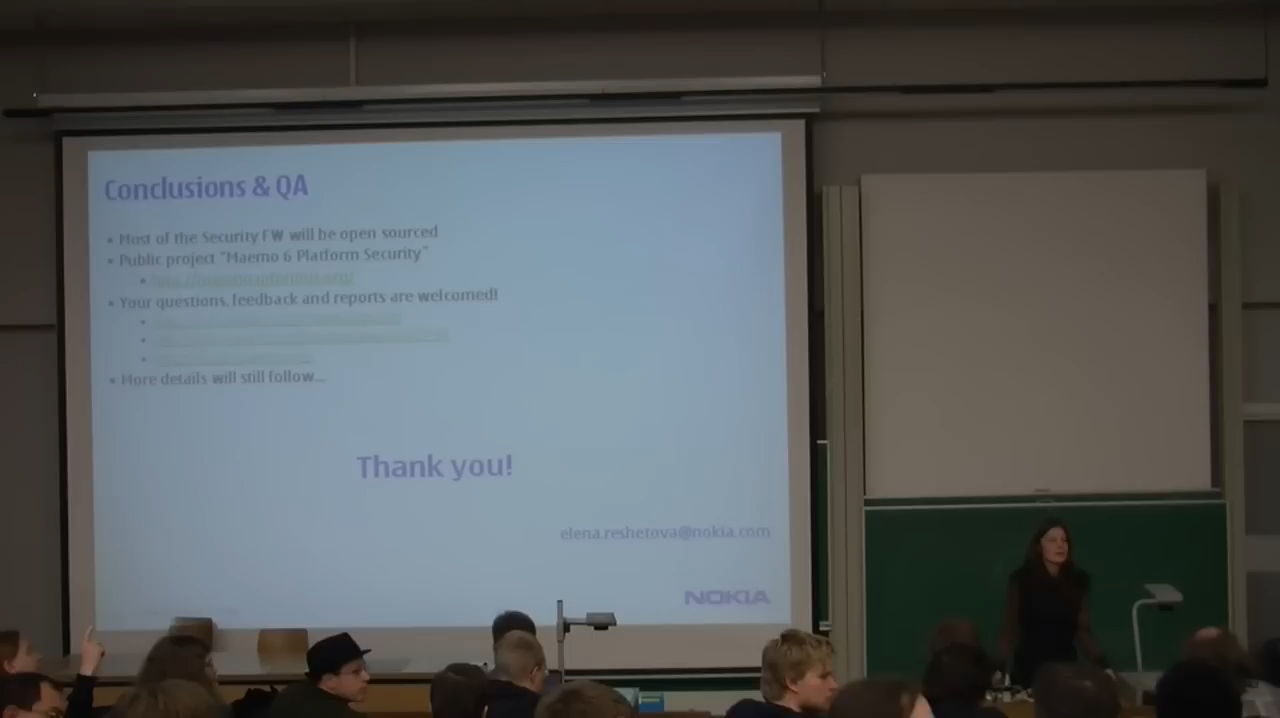 Conclusions & QA
• Most of the Security FW will be open sourced
• Public project "Maemo 6 Platform Security"
• Your questions, feedback and reports are welcomed!
• More details will still follow...
Thank you!
elena.reshetova@nokia.com
NOKIA